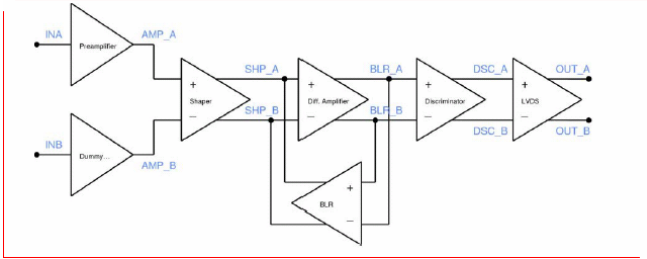 INA
Preamplifier
AMP_A
INB
Dummy...
AMP_B
+
Shaper
–
SHP_A
SHP_B
+
Diff. Amplifier
–
BLR_A
BLR_B
+
Discriminator
–
DSC_A
DSC_B
+
LVDS
–
OUT_A
OUT_B
+
BLR
–